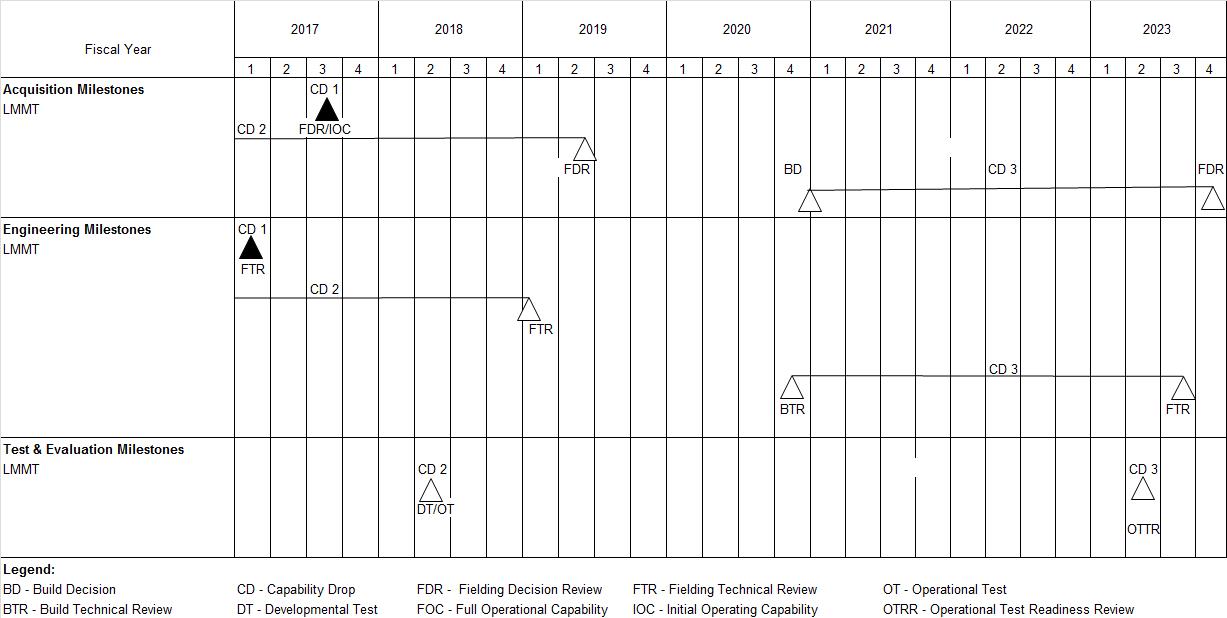 2017 2018 2019 2020 2021 2022 2023
Fiscal Year
1 2 3 4 1 2 3 4 1 2 3 4 1 2 3 4 1 2 3 4 1 2 3 4 1 2 3 4
Acquisition Milestones CD 1
LMMT
CD 2 FDR/IOC
FDR BD CD 3 FDR
Engineering Milestones CD 1
LMMT
FTR
CD 2
FTR
CD 3
BTR FTR
Test & Evaluation Milestones
LMMT CD 2 CD 3
DT/OT
OTTR
Legend:
BD - Build Decision CD - Capability Drop FDR - Fielding Decision Review FTR - Fielding Technical Review OT - Operational Test
BTR - Build Technical Review DT - Developmental Test FOC - Full Operational Capability IOC - Initial Operating Capability OTRR - Operational Test Readiness Review